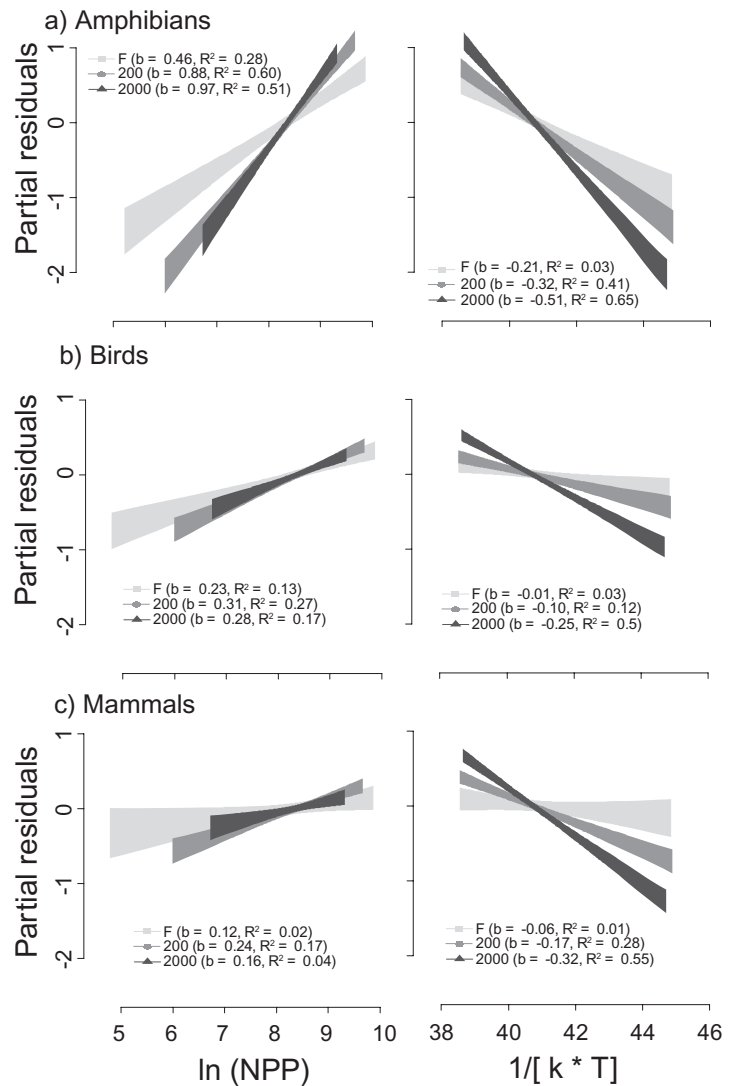 a) Amphibians
Partial residuals
1
0
-1
-2
F (b = 0.46, R² = 0.28)
200 (b = 0.88, R² = 0.60)
2000 (b = 0.97, R² = 0.51)
F (b = -0.21, R² = 0.03)
200 (b = -0.32, R² = 0.41)
2000 (b = -0.51, R² = 0.65)
b) Birds
Partial residuals
1
0
-1
-2
F (b = 0.23, R² = 0.13)
200 (b = 0.31, R² = 0.27)
2000 (b = 0.28, R² = 0.17)
F (b = -0.01, R² = 0.03)
200 (b = -0.10, R² = 0.12)
2000 (b = -0.25, R² = 0.5)
c) Mammals
Partial residuals
1
0
-1
-2
F (b = 0.12, R² = 0.02)
200 (b = 0.24, R² = 0.17)
2000 (b = 0.16, R² = 0.04)
F (b = -0.06, R² = 0.01)
200 (b = -0.17, R² = 0.28)
2000 (b = -0.32, R² = 0.55)
5 6 7 8 9 10
38 40 42 44 46
ln (NPP)
1/[ k * T]